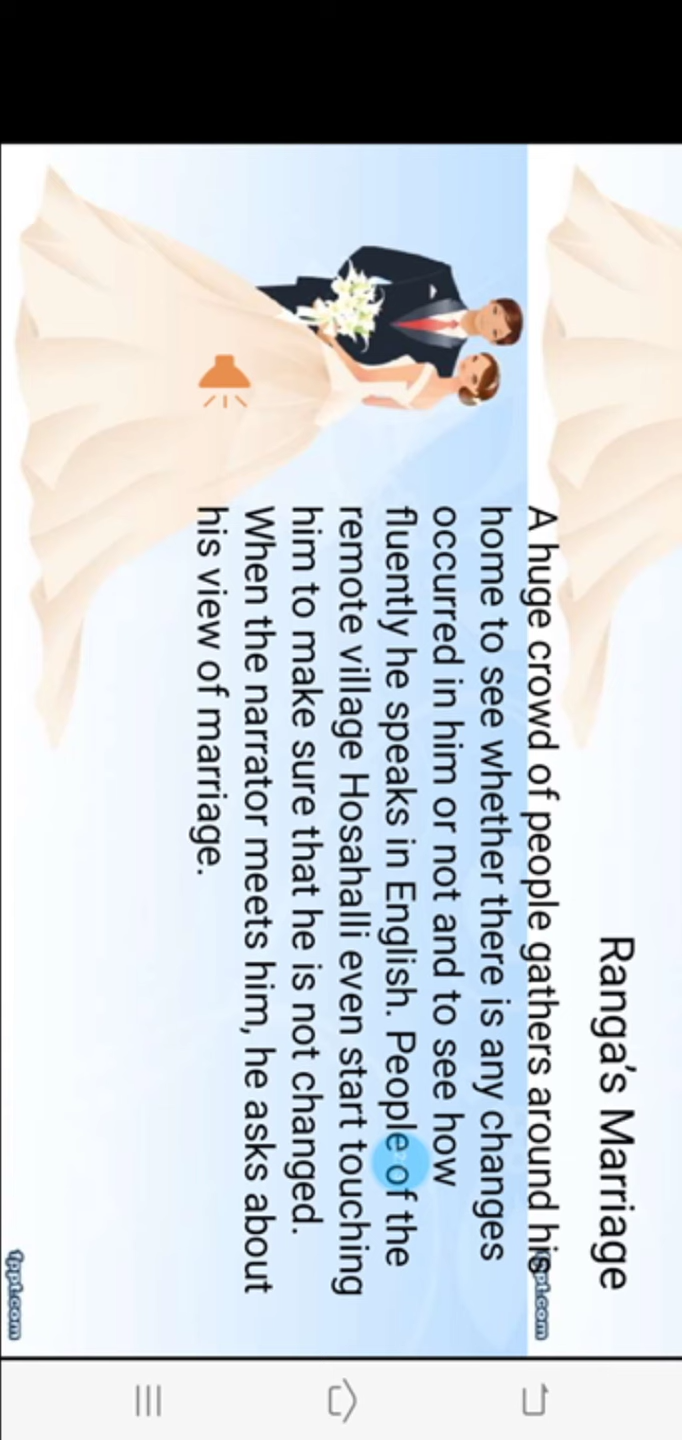 Ranga's Marriage
A huge crowd of people gathers around his
home to see whether there is any changes
occurred in him or not and to see how
fluently he speaks in English. People of the
remote village Hosahalli even start touching
him to make sure that he is not changed.
When the narrator meets him, he asks about
his view of marriage.
fppt.com